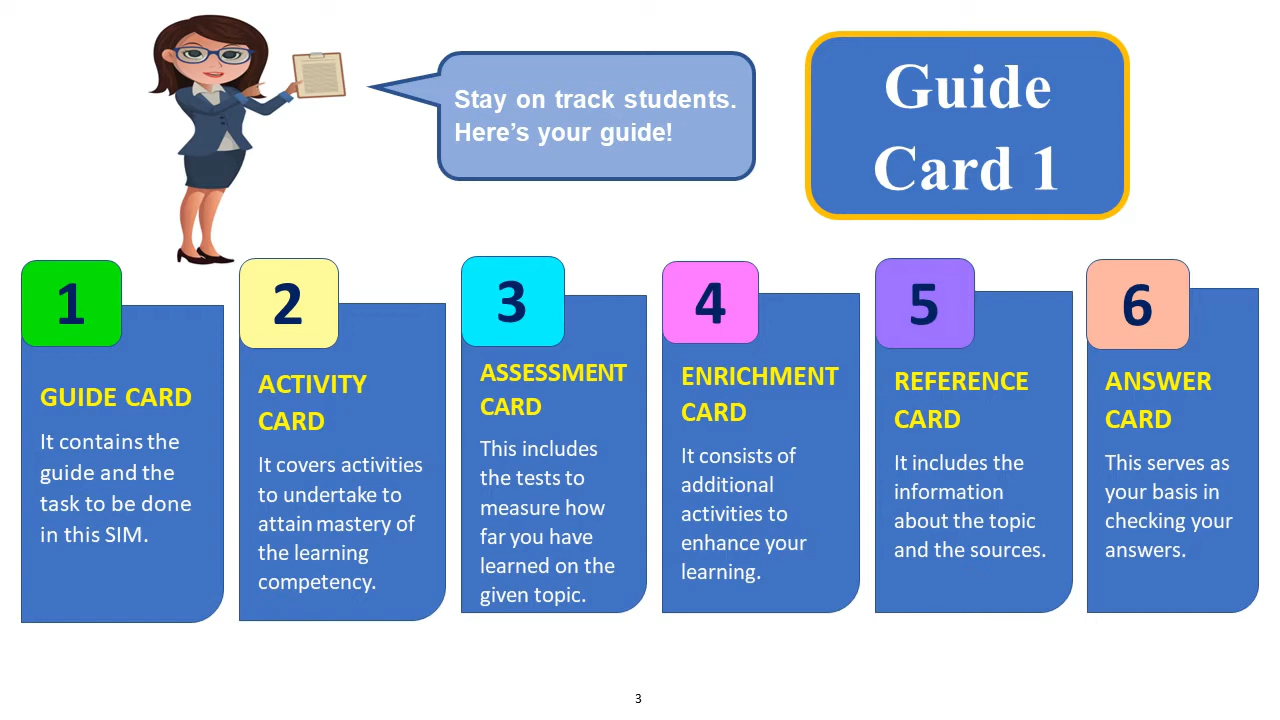 Stay on track students.
Here's your guide!
Guide
Card 1
1
GUIDE CARD
It contains the
guide and the
task to be done
in this SIM.
2
ACTIVITY
CARD
It covers activities
to undertake to
attain mastery of
the learning
competency.
3
ASSESSMENT
CARD
This includes
the tests to
measure how
far you have
learned on the
given topic.
4
ENRICHMENT
CARD
It consists of
additional
activities to
enhance your
learning.
5
REFERENCE
CARD
It includes the
information
about the topic
and the sources.
6
ANSWER
CARD
This serves as
your basis in
checking your
answers.
3